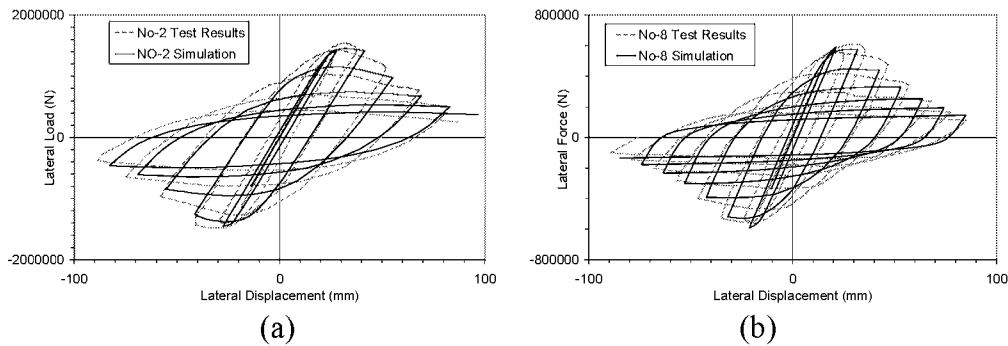 2000000
No-2 Test Results
NO-2 Simulation
Lateral Load (N)
0
-2000000
-100
0
100
Lateral Displacement (mm)
(a)
800000
No-8 Test Results
No-8 Simulation
Lateral Force (N)
0
-800000
-100
0
100
Lateral Displacement (mm)
(b)